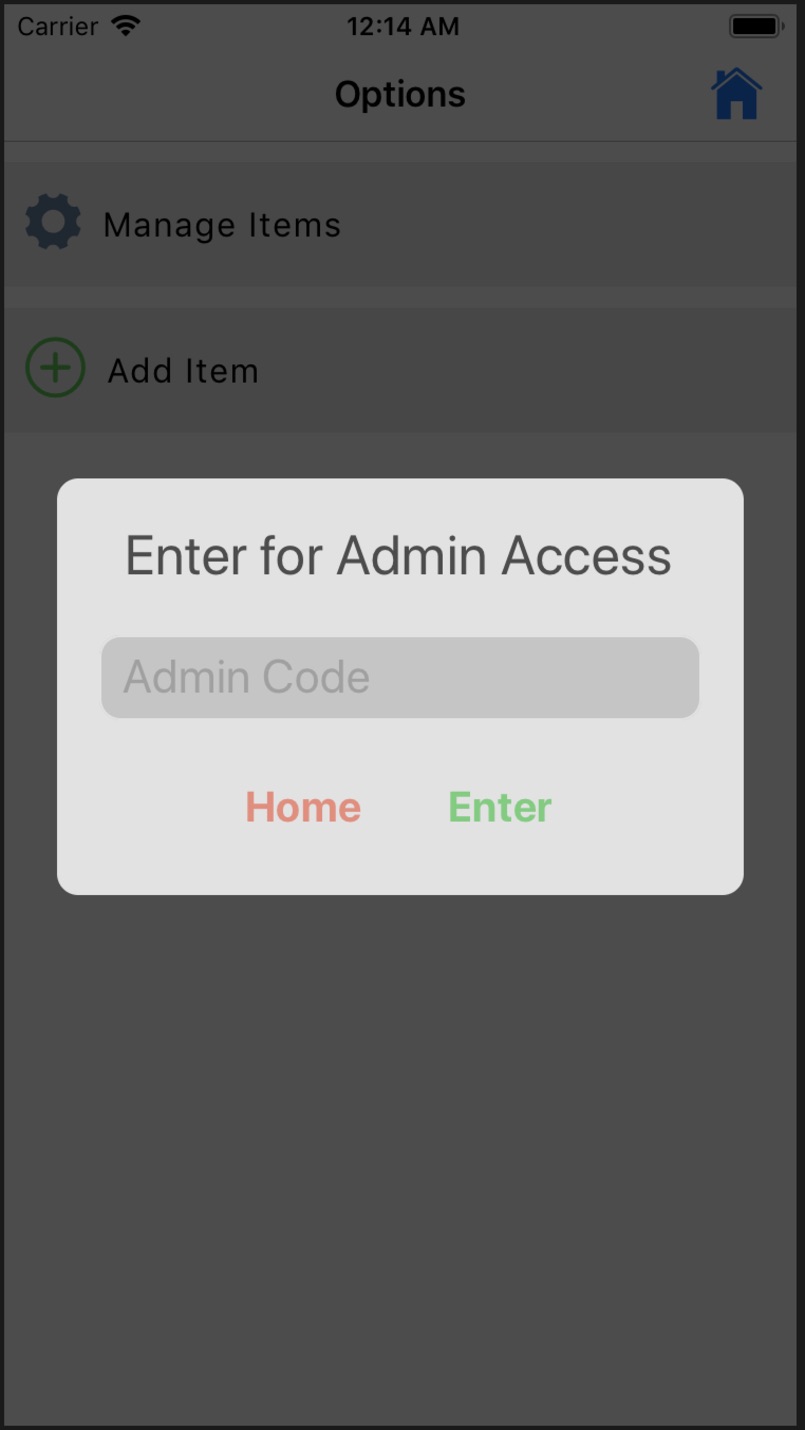 Carrier 12:14 AM
Options
Manage Items
Add Item
Enter for Admin Access
Admin Code
Home Enter